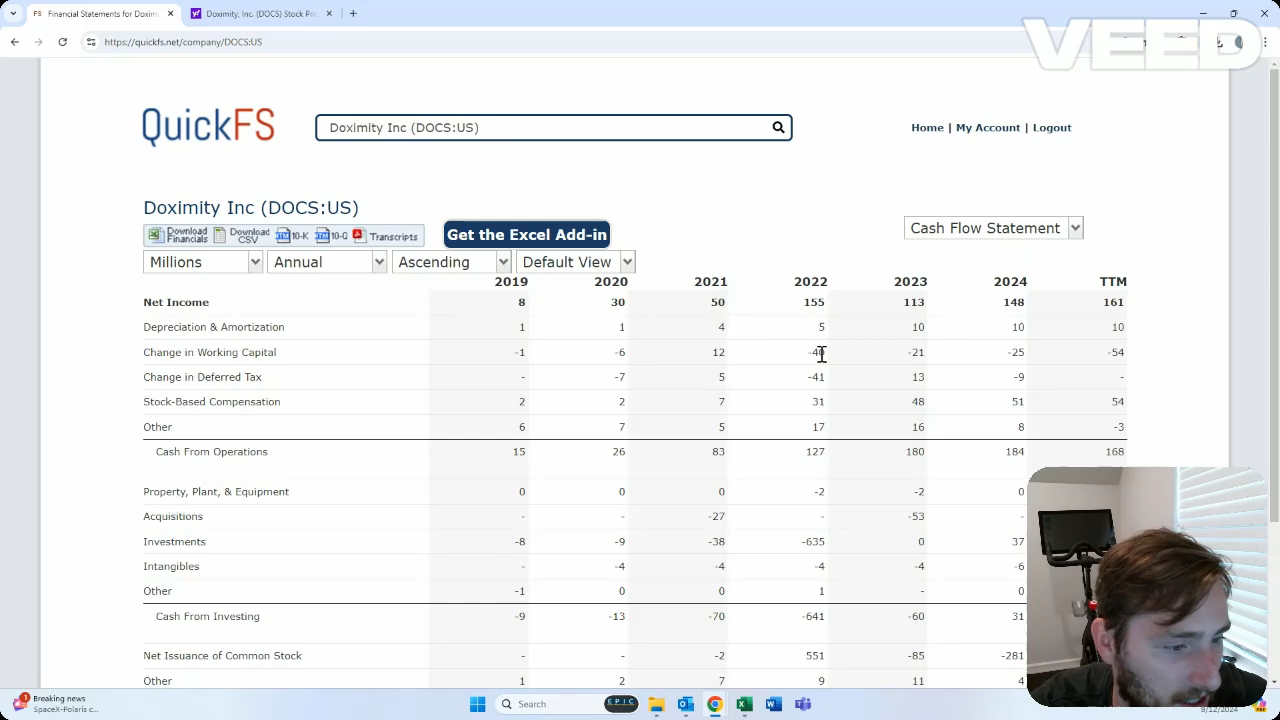 Financial Statements for Doxim
Doximity, Inc. (DOCS) Stock Pri
https://quickfs.net/company/DOCS:US
VEED
QuickFS
Doximity Inc (DOCS:US)
Home | My Account | Logout
Doximity Inc (DOCS:US)
Download Financials Download CSV 10-K 10-Q Transcripts
Get the Excel Add-in
Cash Flow Statement
Millions Annual Ascending Default View
2019 2020 2021 2022 2023 2024 TTM
Net Income 8 30 50 155 113 148 161
Depreciation & Amortization 1 1 4 5 10 10 10
Change in Working Capital -1 -6 12 -21 -25 -54
Change in Deferred Tax - -7 5 -41 13 -9 -
Stock-Based Compensation 2 2 7 31 48 51 54
Other 6 7 5 17 16 8 -3
Cash From Operations 15 26 83 127 180 184 168
Property, Plant, & Equipment 0 0 0 -2 -2 0
Acquisitions - - -27 - -53 -
Investments -8 -9 -38 -635 0 37
Intangibles - -4 -4 -4 -4 -6
Other -1 0 0 1 - 0
Cash From Investing -9 -13 -70 -641 -60 31
Net Issuance of Common Stock - - -2 551 -85 -281
Other 1 2 7 9 11 4
Breaking news
SpaceX-Polaris c...
Search
EPIC
9/12/2024